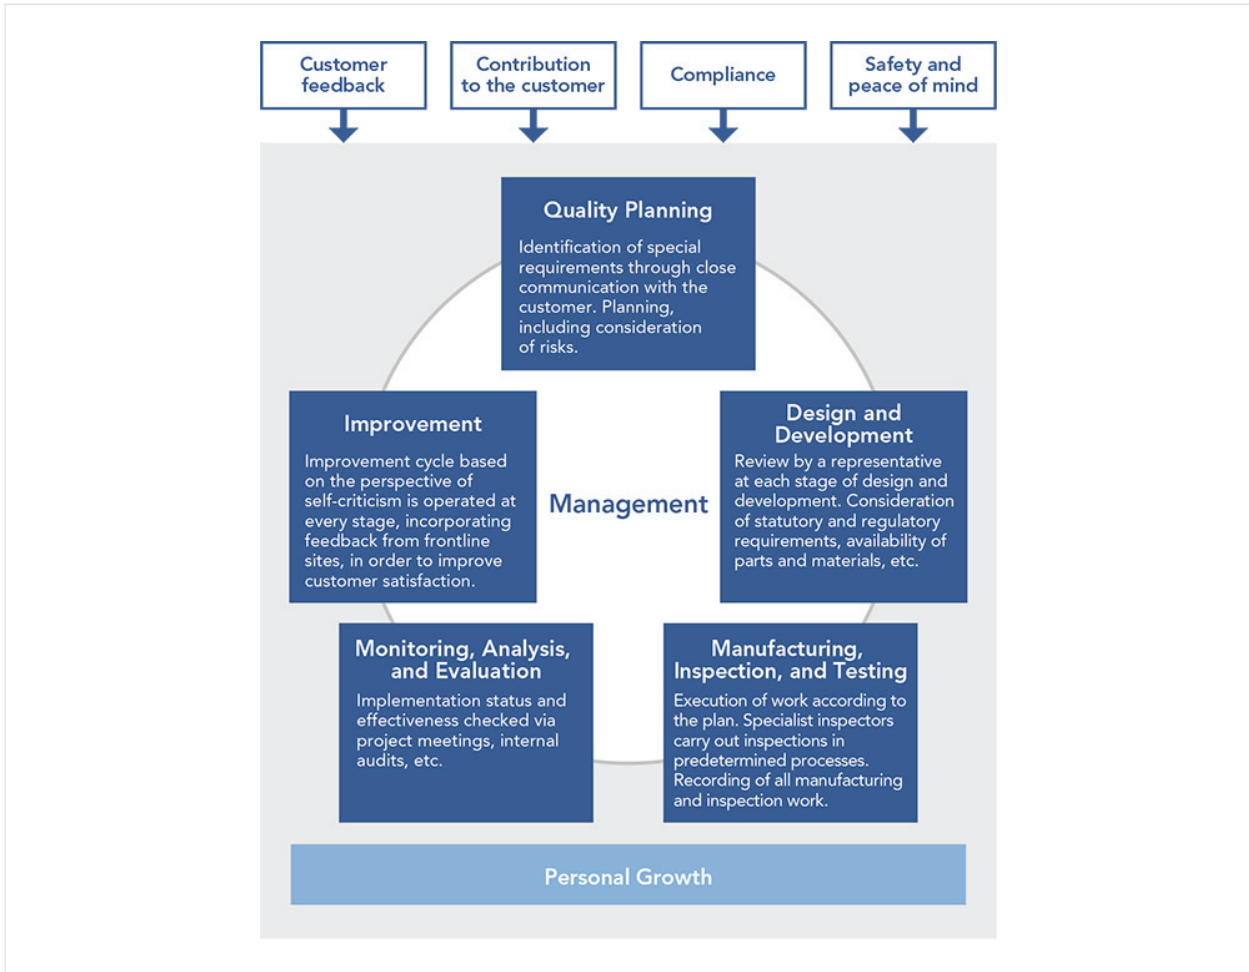 Customer
feedback
Contribution
to the customer
Compliance
Safety and
peace of mind
Quality Planning
Identification of special
requirements through close
communication with the
customer. Planning,
including consideration
of risks.
Improvement
Improvement cycle based
on the perspective of
self-criticism is operated at
every stage, incorporating
feedback from frontline
sites, in order to improve
customer satisfaction.
Management
Design and
Development
Review by a representative
at each stage of design and
development. Consideration
of statutory and regulatory
requirements, availability of
parts and materials, etc.
Monitoring, Analysis,
and Evaluation
Implementation status and
effectiveness checked via
project meetings, internal
audits, etc.
Manufacturing,
Inspection, and Testing
Execution of work according to
the plan. Specialist inspectors
carry out inspections in
predetermined processes.
Recording of all manufacturing
and inspection work.
Personal Growth